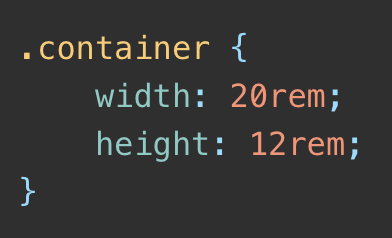 .container {
    width: 20rem;
    height: 12rem;
}